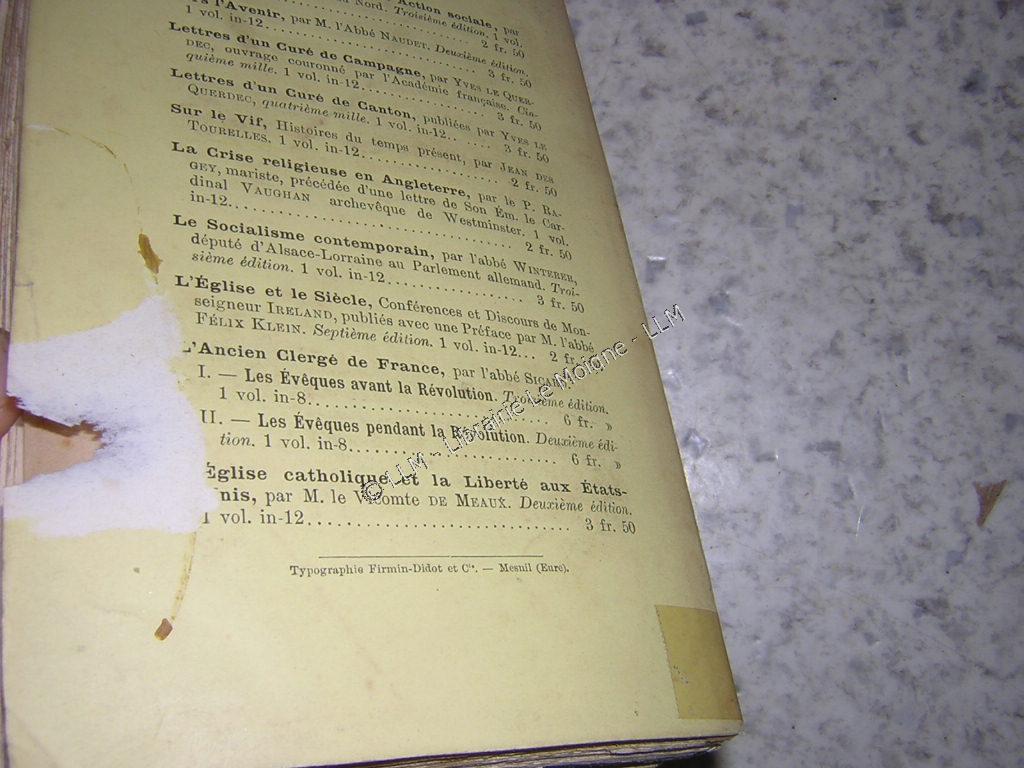 Action sociale, par
du Nord. Troisième édition. 1 vol.
2 fr. 50
l'Avenir, par M. l'Abbé NAUDET. Deuxième édition.
1 vol. in-12.................... 3 fr. 50
Lettres d'un Curé de Campagne, par YVES LE QUER-
DEC, ouvrage couronné par l'Académie française. Cin-
quième mille. 1 vol. in-12.................... 3 fr. 50
Lettres d'un Curé de Canton, publiées par YVES LE
QUERDEC, quatrième mille. 1 vol. in-12........ 3 fr. 50
Sur le Vif, Histoires du temps présent, par JEAN DES
TOURELLES. 1 vol. in-12.................... 2 fr. 50
La Crise religieuse en Angleterre, par le P. RA-
GEY, mariste, précédée d'une lettre de Son Ém. le Car-
dinal VAUGHAN archevêque de Westminster. 1 vol.
in-12.................... 2 fr. 50
Le Socialisme contemporain, par l'abbé WINTERER,
député d'Alsace-Lorraine au Parlement allemand. Troi-
sième édition. 1 vol. in-12.................... 3 fr. 50
L'Église et le Siècle, Conférences et Discours de Mon-
seigneur IRELAND, publiés avec une Préface par M. l'abbé
FÉLIX KLEIN. Septième édition. 1 vol. in-12... 2 fr.
L'Ancien Clergé de France, par l'abbé
I. — Les Évêques avant la Révolution. Troisième édition.
1 vol. in-8.................... 6 fr. »
II. — Les Évêques pendant la Révolution. Deuxième édi-
tion. 1 vol. in-8.................... 6 fr. »
Église catholique et la Liberté aux États-
nis, par M. le Vicomte DE MEAUX. Deuxième édition.
1 vol. in-12.................... 3 fr. 50
Typographie Firmin-Didot et Cie. — Mesnil (Eure).
© LLM - Librairie Le Moigne - LLM